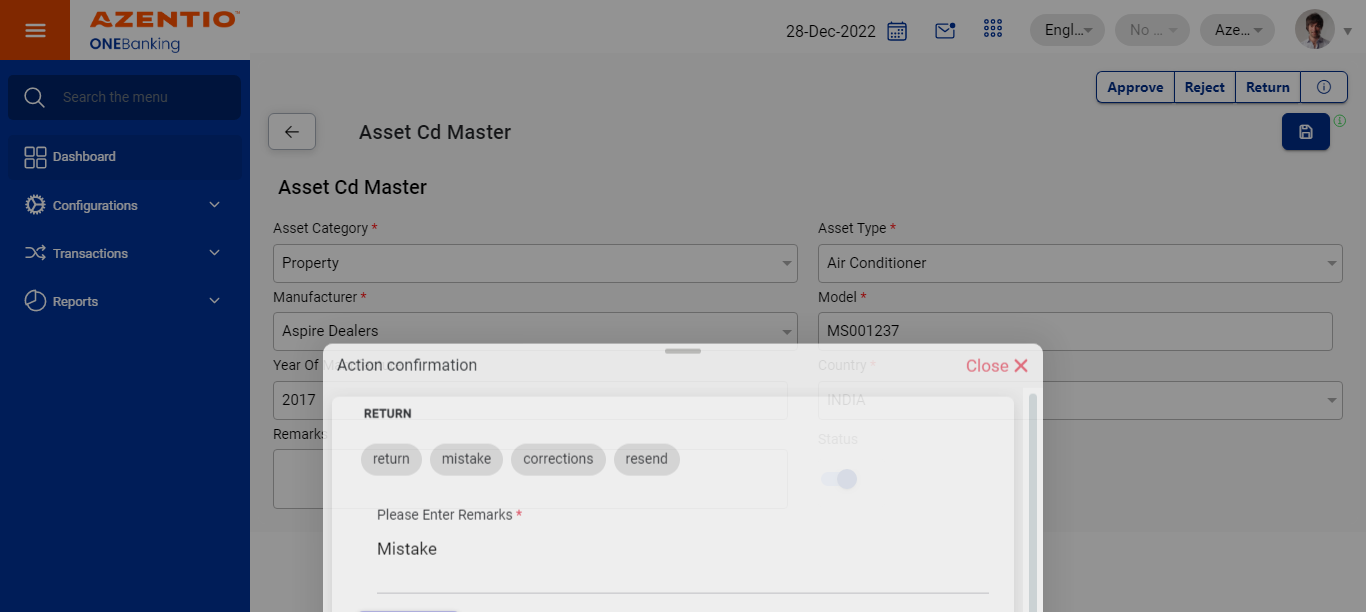 AZENTIO™
ONEBanking
28-Dec-2022
Engl...
No ...
Aze...
Search the menu
Dashboard
Configurations
Transactions
Reports
Approve
Reject
Return
Asset Cd Master
Asset Cd Master
Asset Category *
Asset Type *
Property
Air Conditioner
Manufacturer *
Model *
Aspire Dealers
MS001237
Year Of
Country *
2017
INDIA
Remarks
Status
Action confirmation
Close
RETURN
return
mistake
corrections
resend
Please Enter Remarks *
Mistake